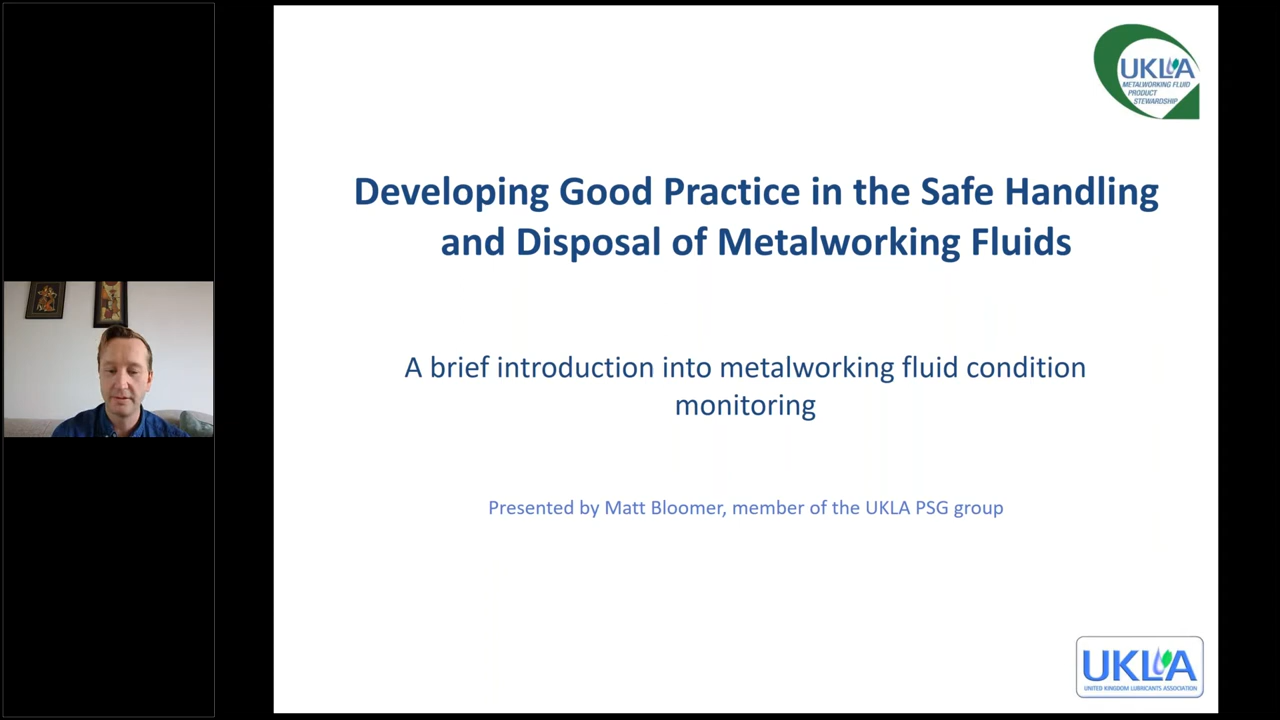 UKLA
METALWORKING FLUID
PRODUCT
STEWARDSHIP
Developing Good Practice in the Safe Handling
and Disposal of Metalworking Fluids
A brief introduction into metalworking fluid condition
monitoring
Presented by Matt Bloomer, member of the UKLA PSG group
UKLA
UNITED KINGDOM LUBRICANTS ASSOCIATION